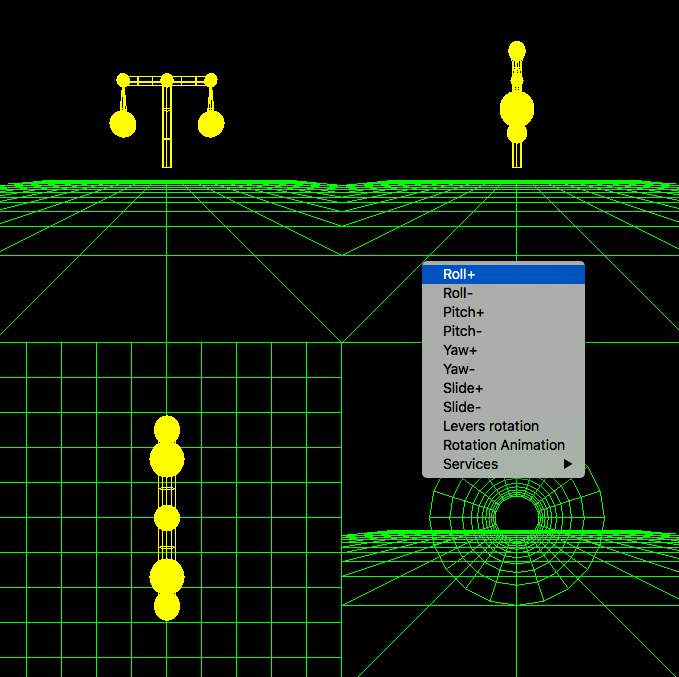 Roll+
Roll-
Pitch+
Pitch-
Yaw+
Yaw-
Slide+
Slide-
Levers rotation
Rotation Animation
Services